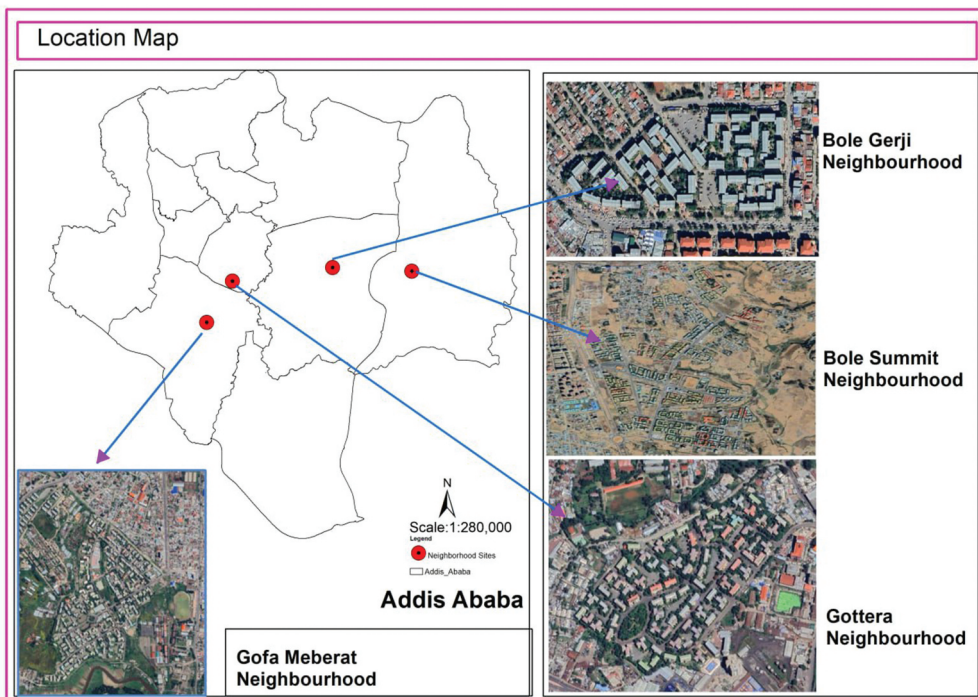 Location Map
Bole Gerji
Neighbourhood
Bole Summit
Neighbourhood
Gottera
Neighbourhood
N
Scale:1:280,000
Legend
Neighborhood Sites
Addis_Ababa
Addis Ababa
Gofa Meberat
Neighbourhood